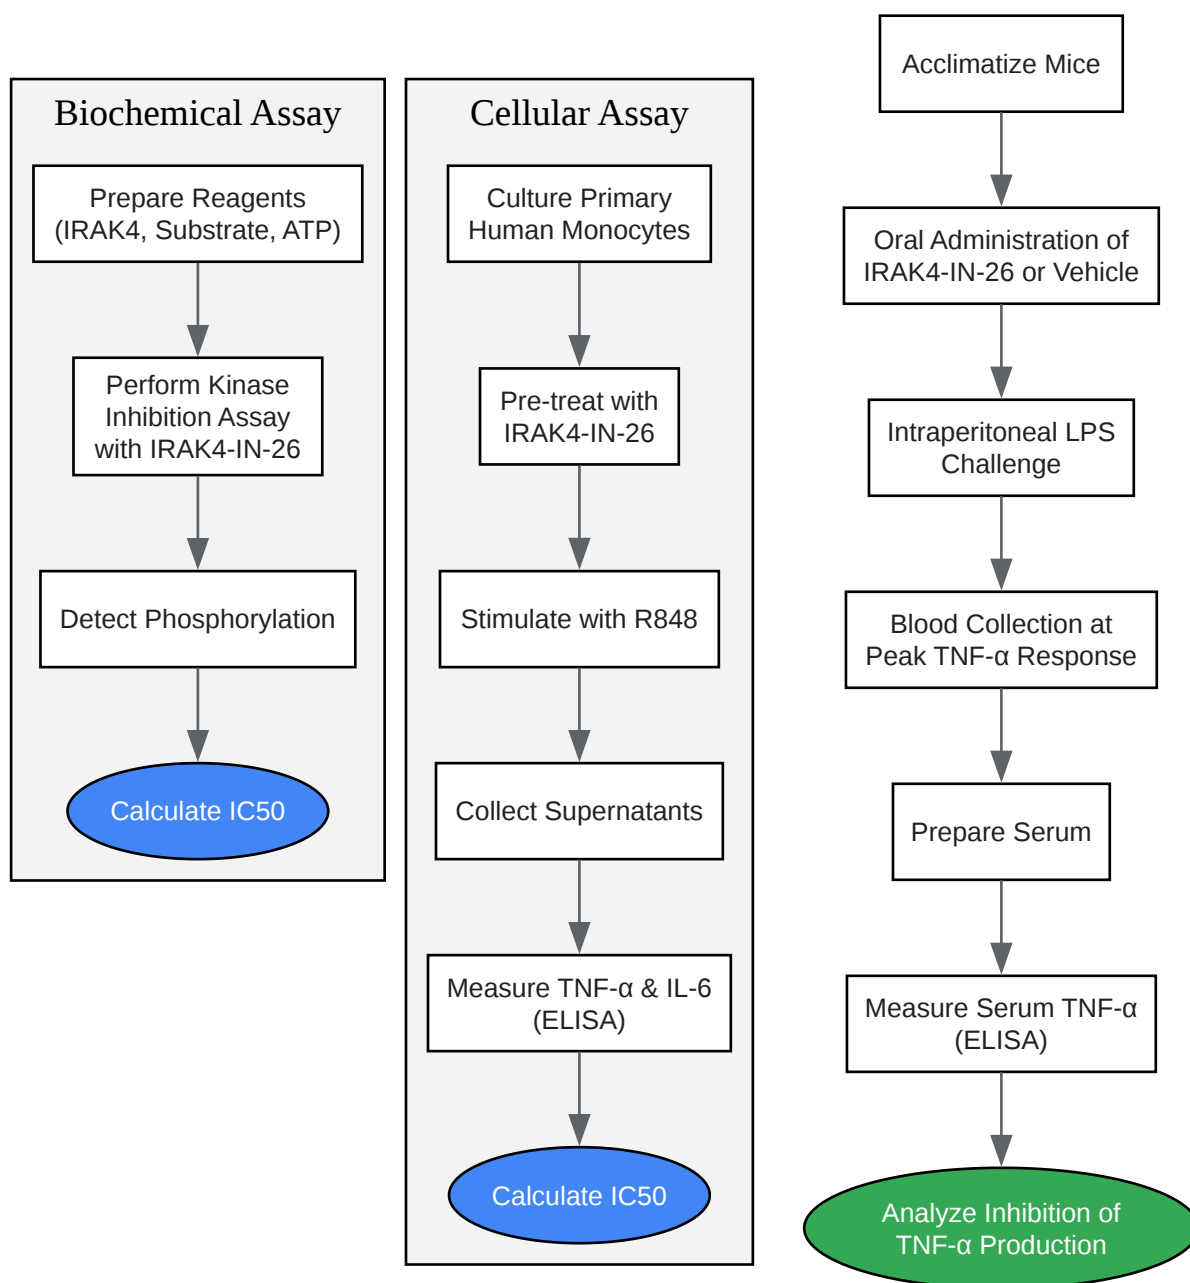 Biochemical Assay
Prepare Reagents
(IRAK4, Substrate, ATP)
Perform Kinase
Inhibition Assay
with IRAK4-IN-26
Detect Phosphorylation
Calculate IC50
Cellular Assay
Culture Primary
Human Monocytes
Pre-treat with
IRAK4-IN-26
Stimulate with R848
Collect Supernatants
Measure TNF-α & IL-6
(ELISA)
Calculate IC50
Acclimatize Mice
Oral Administration of
IRAK4-IN-26 or Vehicle
Intraperitoneal LPS
Challenge
Blood Collection at
Peak TNF-α Response
Prepare Serum
Measure Serum TNF-α
(ELISA)
Analyze Inhibition of
TNF-α Production